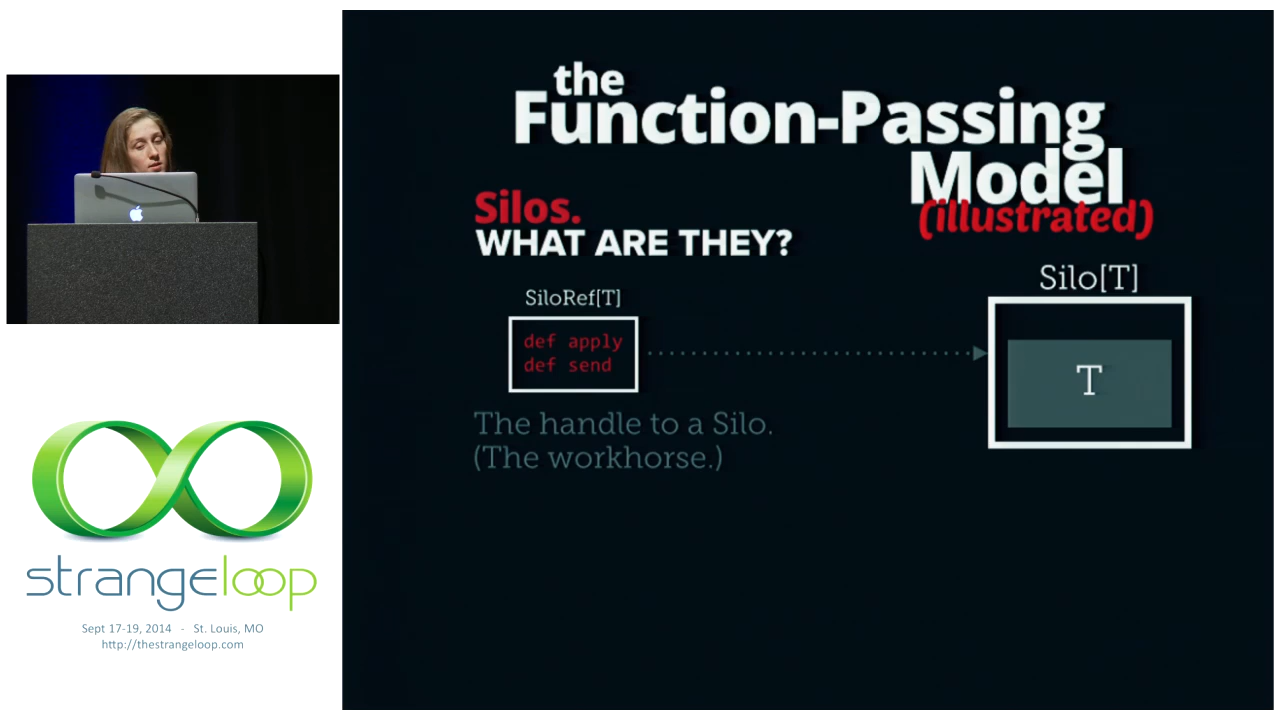 the
Function-Passing
Model
(illustrated)
Silos.
WHAT ARE THEY?
SiloRef[T]
def apply
def send
The handle to a Silo.
(The workhorse.)
Silo[T]
T
strangeloop
Sept 17-19, 2014 - St. Louis, MO
http://thestrangeloop.com